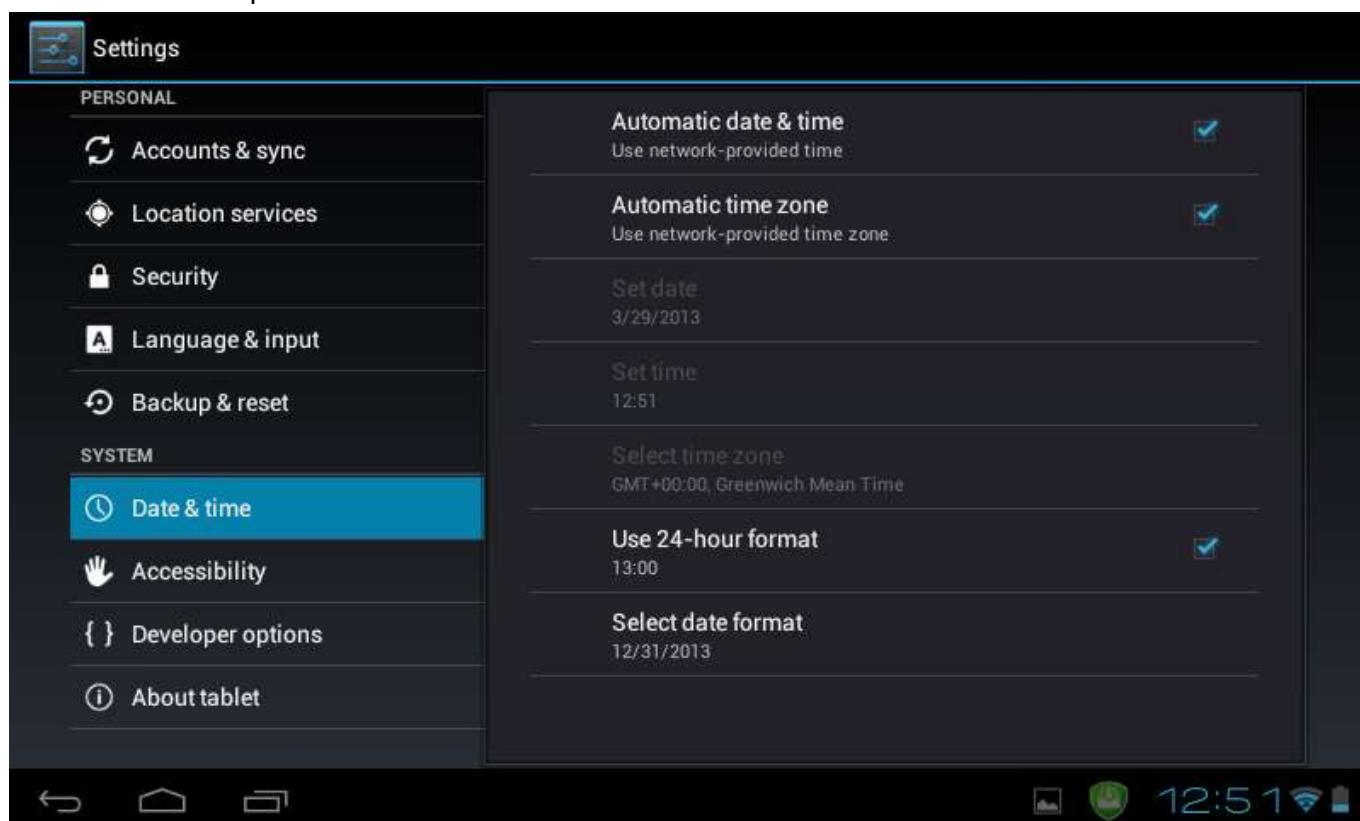 Settings
PERSONAL
Accounts & sync
Location services
Security
Language & input
Backup & reset
SYSTEM
Date & time
Accessibility
{ } Developer options
About tablet
Automatic date & time
Use network-provided time
Automatic time zone
Use network-provided time zone
Set date
3/29/2013
Set time
12:51
Select time zone
GMT+00:00, Greenwich Mean Time
Use 24-hour format
13:00
Select date format
12/31/2013
12:51